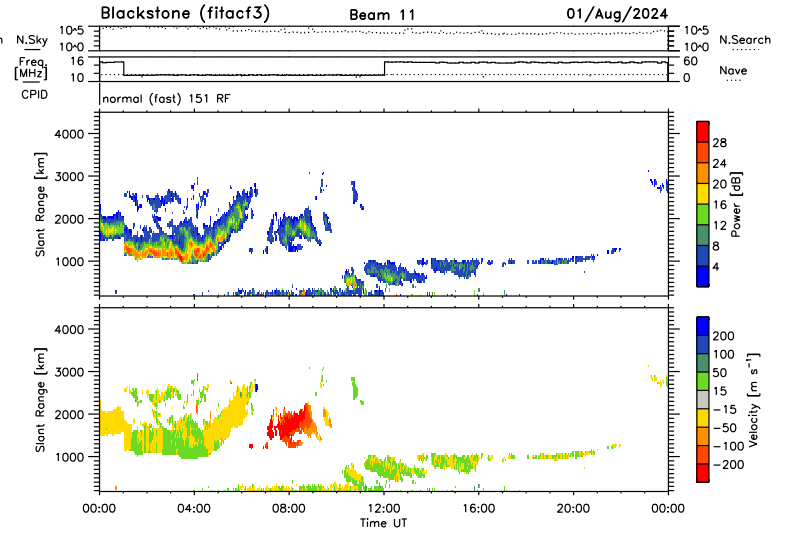 Blackstone (fitacf3) Beam 11 01/Aug/2024
N.Sky 10^5 10^0 10^5 10^0 N.Search
Freq. [MHz] 16 10 60 0 Nave
CPID normal (fast) 151 RF
Slant Range [km] 4000 3000 2000 1000
28 24 20 16 12 8 4 Power [dB]
Slant Range [km] 4000 3000 2000 1000
200 100 50 15 -15 -50 -100 -200 Velocity [m s⁻¹]
00:00 04:00 08:00 12:00 16:00 20:00 00:00
Time UT